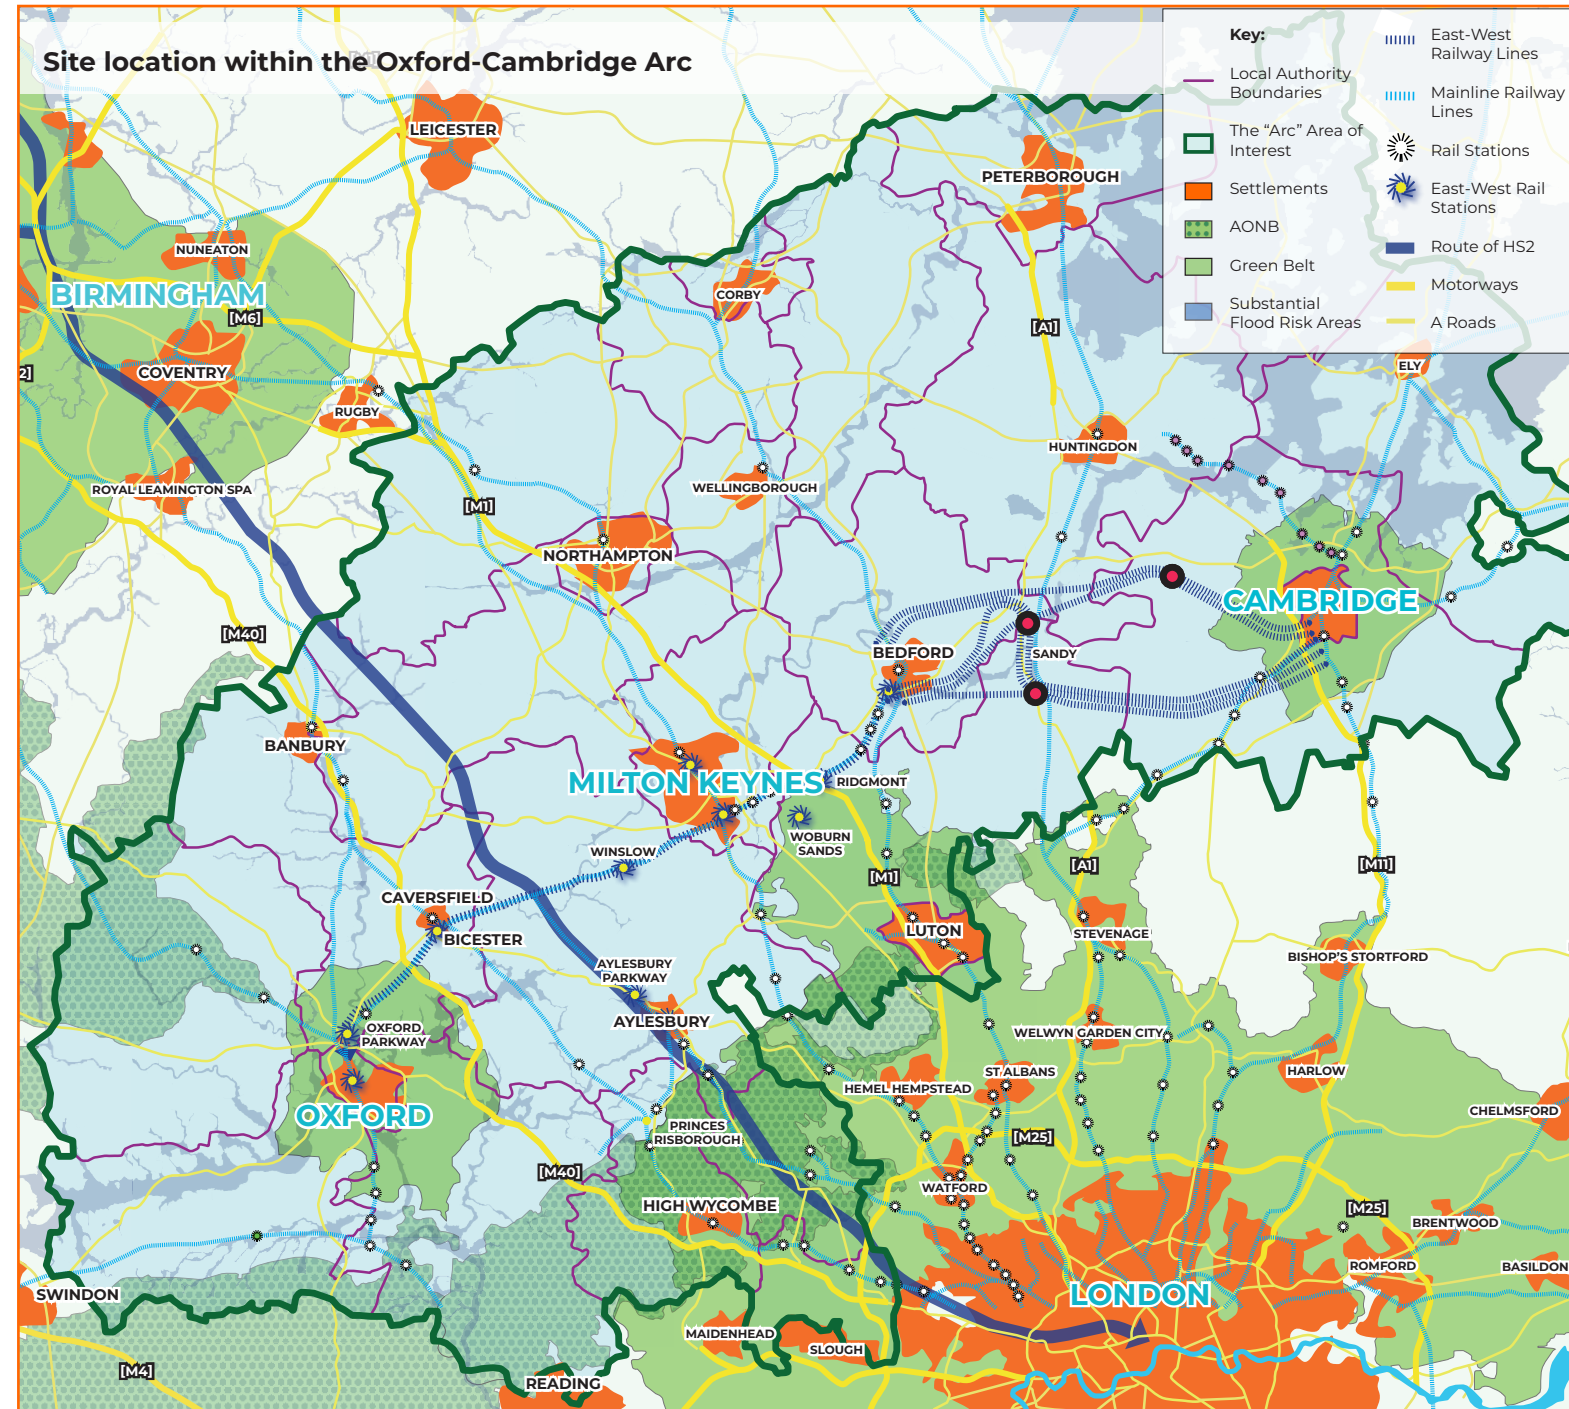 Site location within the Oxford-Cambridge Arc
Key:
Local Authority
Boundaries
The “Arc” Area of
Interest
Settlements
AONB
Green Belt
Substantial
Flood Risk Areas
East-West
Railway Lines
Mainline Railway
Lines
Rail Stations
East-West Rail
Stations
Route of HS2
Motorways
A Roads
LEICESTER
PETERBOROUGH
NUNEATON
BIRMINGHAM
CORBY
[M6]
[A1]
COVENTRY
2]
ELY
RUGBY
HUNTINGDON
ROYAL LEAMINGTON SPA
WELLINGBOROUGH
[M1]
NORTHAMPTON
CAMBRIDGE
[M40]
BEDFORD
SANDY
BANBURY
MILTON KEYNES
RIDGMONT
WOBURN
SANDS
WINSLOW
[M1]
[A1]
[M11]
CAVERSFIELD
BICESTER
LUTON
STEVENAGE
BISHOP'S STORTFORD
AYLESBURY
PARKWAY
AYLESBURY
OXFORD
PARKWAY
WELWYN GARDEN CITY
ST ALBANS
HARLOW
HEMEL HEMPSTEAD
OXFORD
CHELMSFORD
PRINCES
RISBOROUGH
[M25]
[M40]
WATFORD
HIGH WYCOMBE
[M25]
BRENTWOOD
ROMFORD
BASILDON
SWINDON
LONDON
MAIDENHEAD
SLOUGH
[M4]
READING